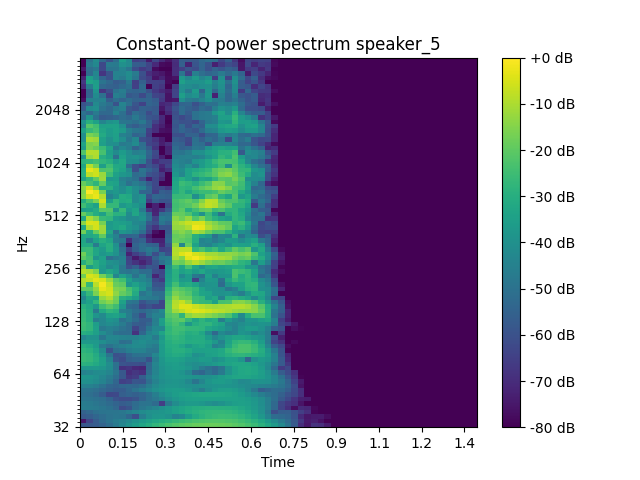 Constant-Q power spectrum speaker_5
Hz
2048
1024
512
256
128
64
32
0 0.15 0.3 0.45 0.6 0.75 0.9 1.1 1.2 1.4
Time
+0 dB
-10 dB
-20 dB
-30 dB
-40 dB
-50 dB
-60 dB
-70 dB
-80 dB